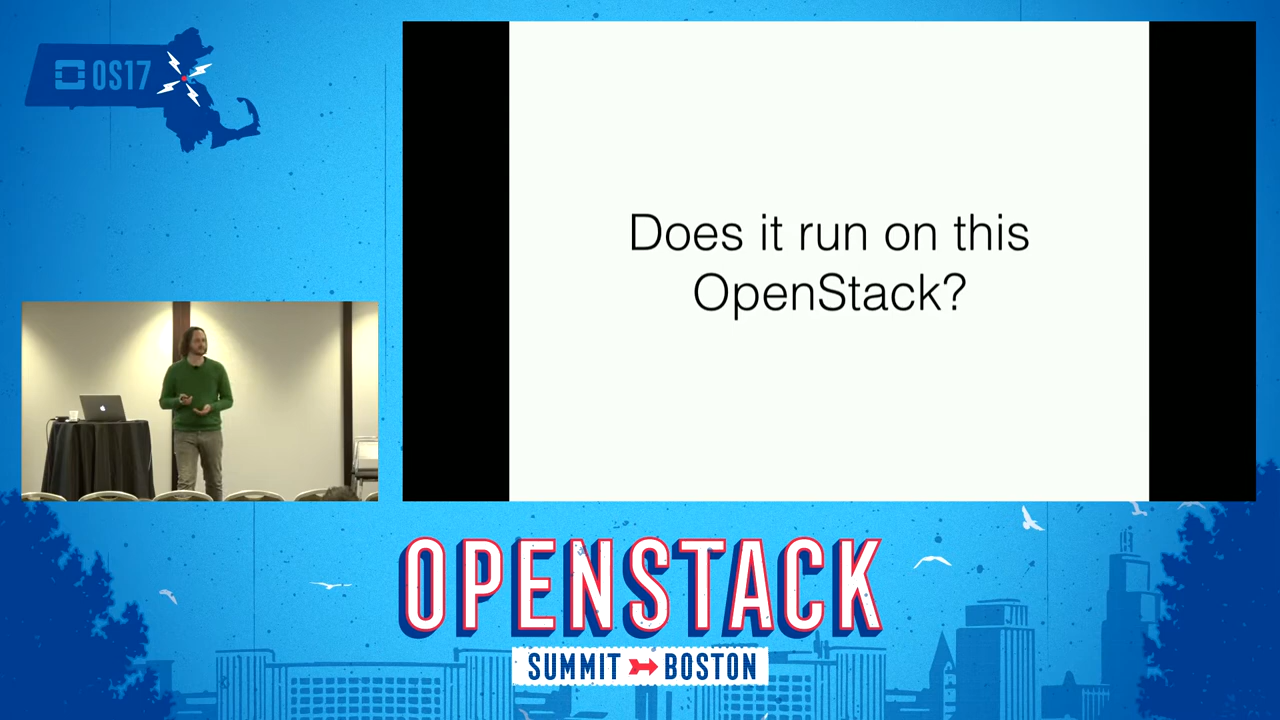 OS17
Does it run on this
OpenStack?
OPENSTACK
SUMMIT BOSTON